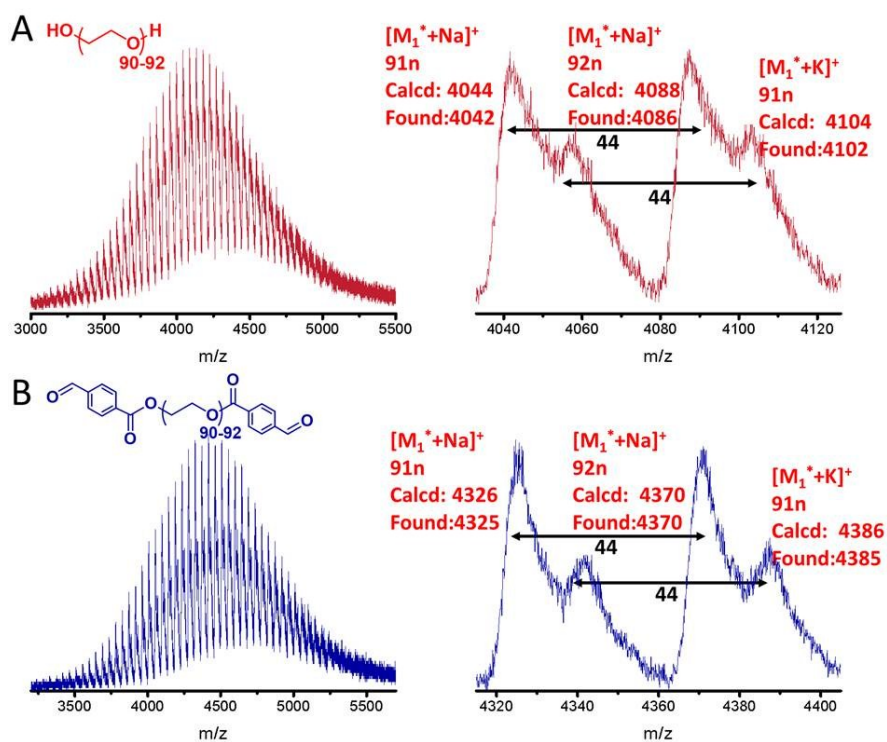 A
HO ( O ) H
90-92
[M1*+Na]+
91n
Calcd: 4044
Found:4042
[M1*+Na]+
92n
Calcd: 4088
Found:4086
[M1*+K]+
91n
Calcd: 4104
Found:4102
44
44
3000 3500 4000 4500 5000 5500
m/z
4040 4060 4080 4100 4120
m/z
B
O O O ( O ) O O O
90-92
[M1*+Na]+
91n
Calcd: 4326
Found:4325
[M1*+Na]+
92n
Calcd: 4370
Found:4370
[M1*+K]+
91n
Calcd: 4386
Found:4385
44
44
3500 4000 4500 5000 5500
m/z
4320 4340 4360 4380 4400
m/z